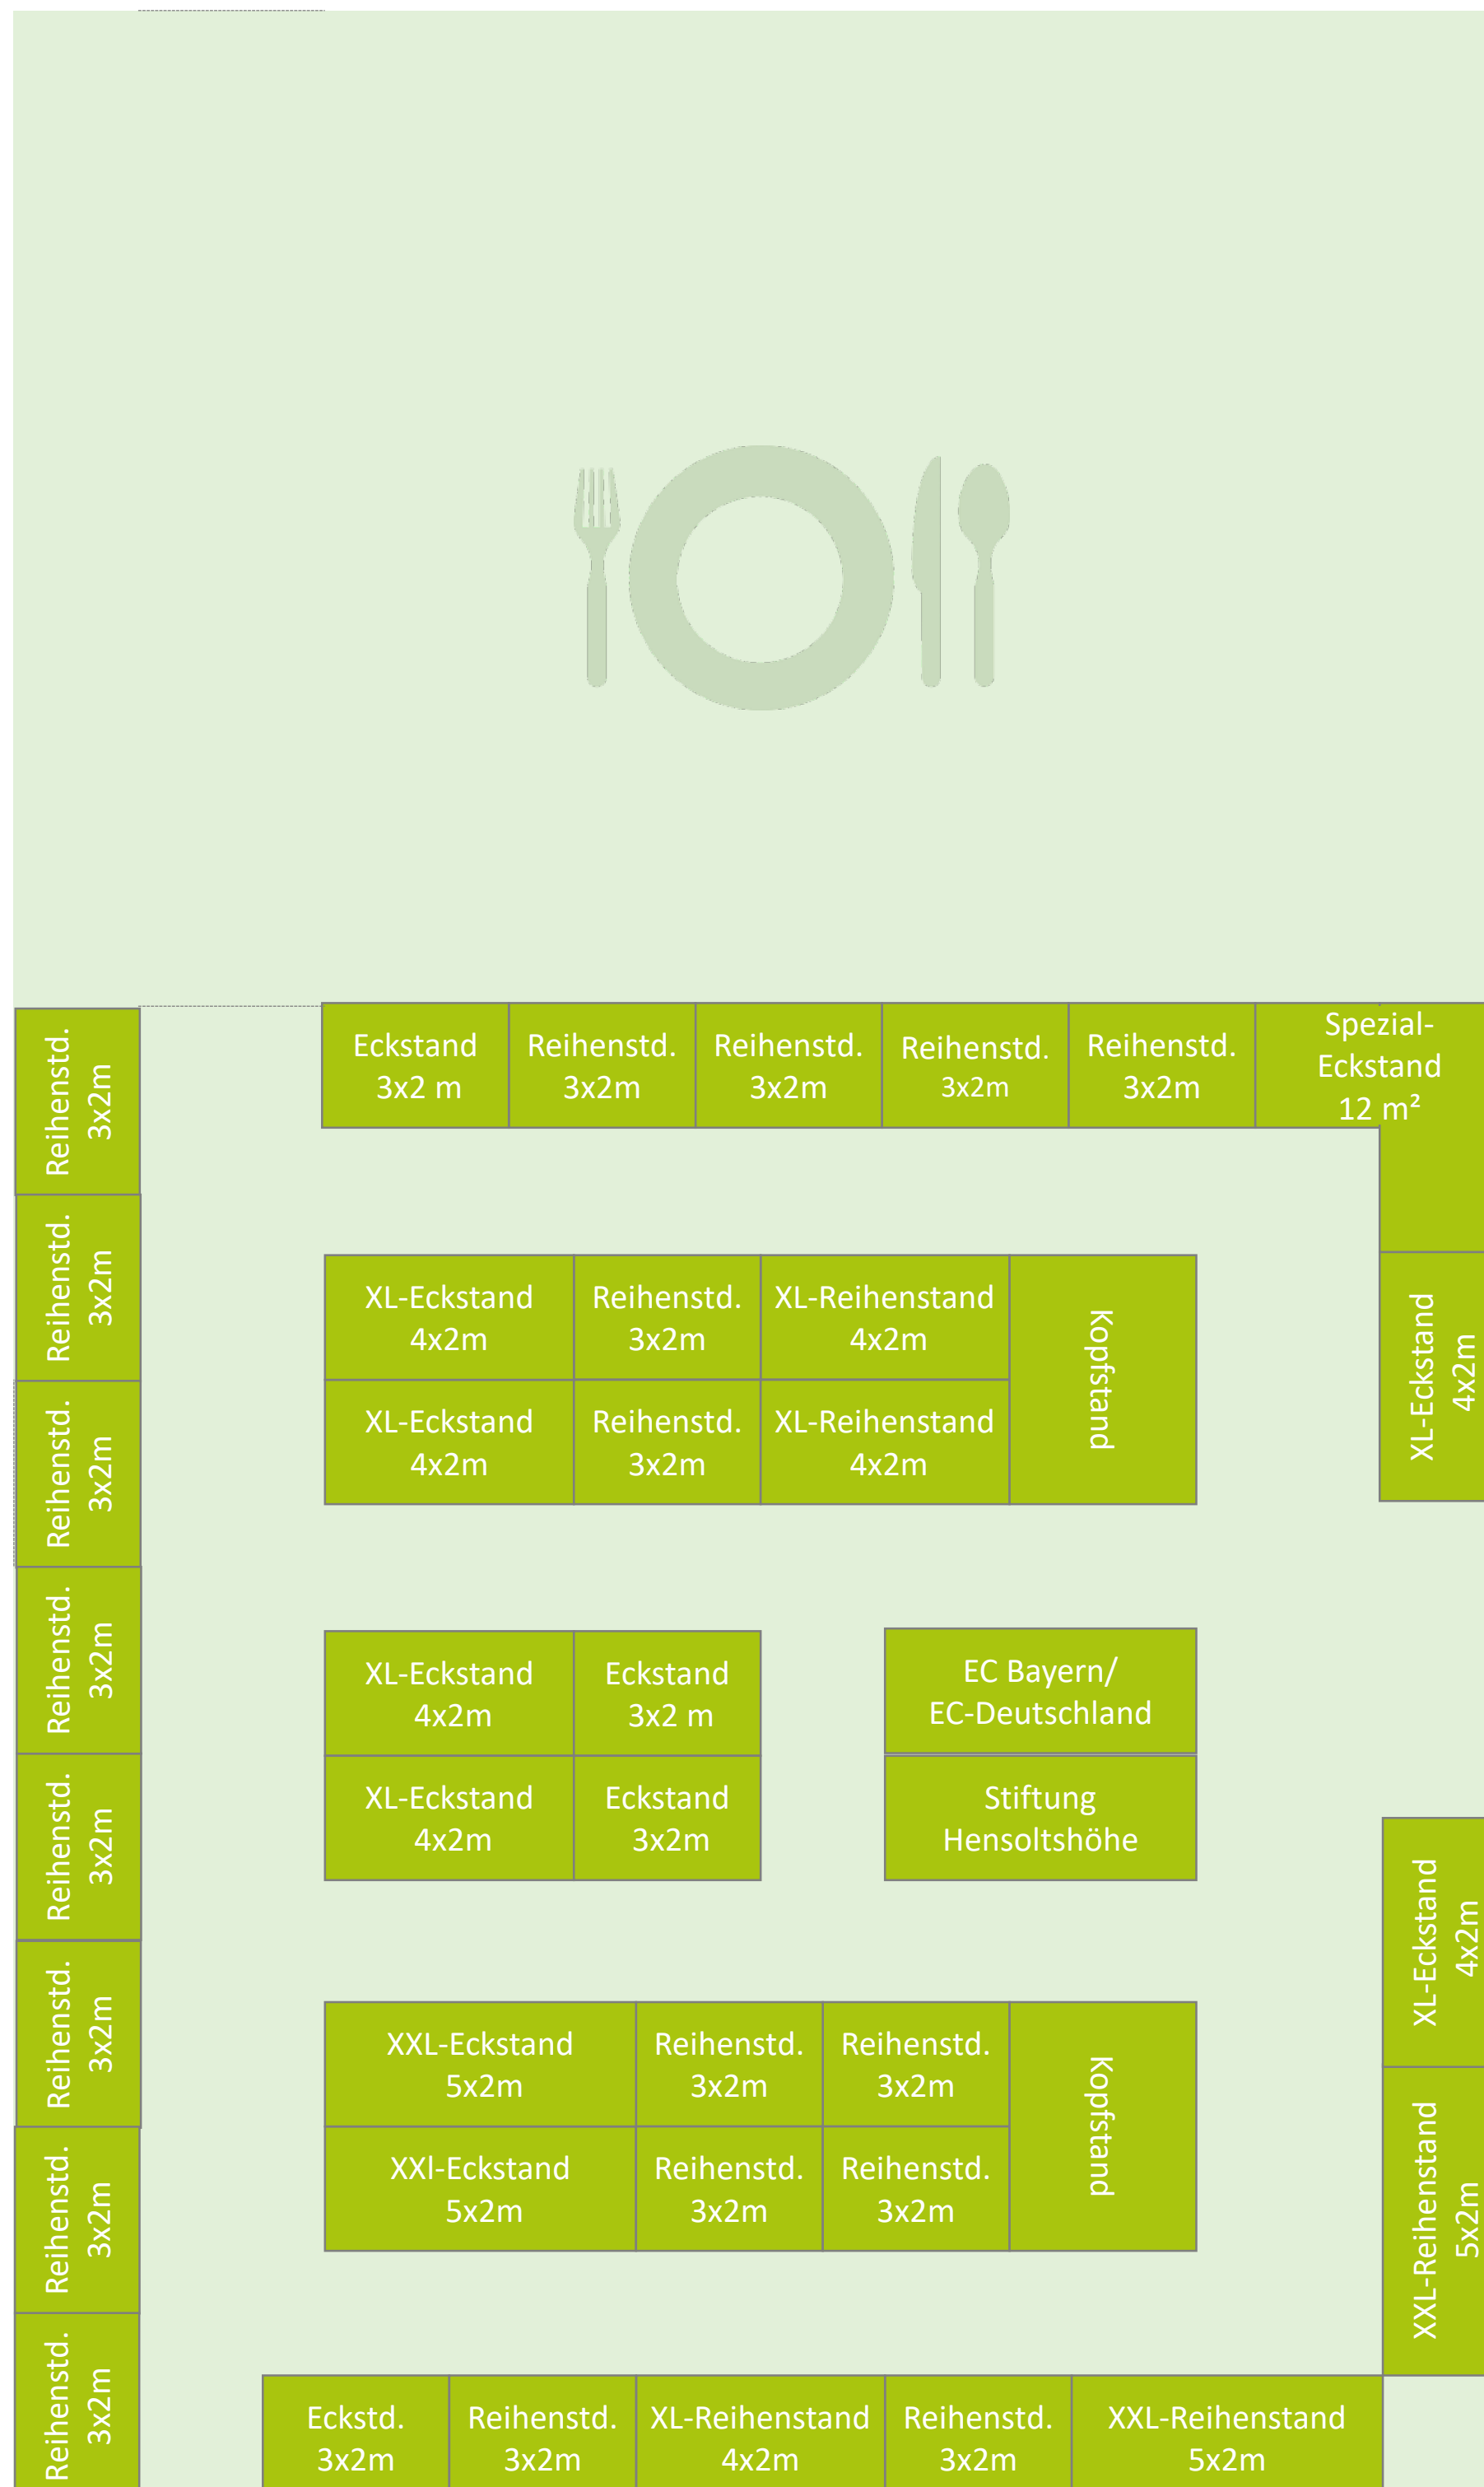 Reihenstd.
3x2m
Reihenstd.
3x2m
Reihenstd.
3x2m
Reihenstd.
3x2m
Reihenstd.
3x2m
Reihenstd.
3x2m
Reihenstd.
3x2m
Reihenstd.
3x2m
Eckstand
3x2 m
Reihenstd.
3x2m
Reihenstd.
3x2m
Reihenstd.
3x2m
Reihenstd.
3x2m
Spezial-
Eckstand
12 m²
XL-Eckstand
4x2m
Reihenstd.
3x2m
XL-Reihenstand
4x2m
Kopfstand
XL-Eckstand
4x2m
XL-Eckstand
4x2m
Reihenstd.
3x2m
XL-Reihenstand
4x2m
XL-Eckstand
4x2m
Eckstand
3x2 m
EC Bayern/
EC-Deutschland
XL-Eckstand
4x2m
Eckstand
3x2m
Stiftung
Hensoltshöhe
XL-Eckstand
4x2m
XXL-Eckstand
5x2m
Reihenstd.
3x2m
Reihenstd.
3x2m
Kopfstand
XXl-Eckstand
5x2m
Reihenstd.
3x2m
Reihenstd.
3x2m
XXL-Reihenstand
5x2m
Eckstd.
3x2m
Reihenstd.
3x2m
XL-Reihenstand
4x2m
Reihenstd.
3x2m
XXL-Reihenstand
5x2m